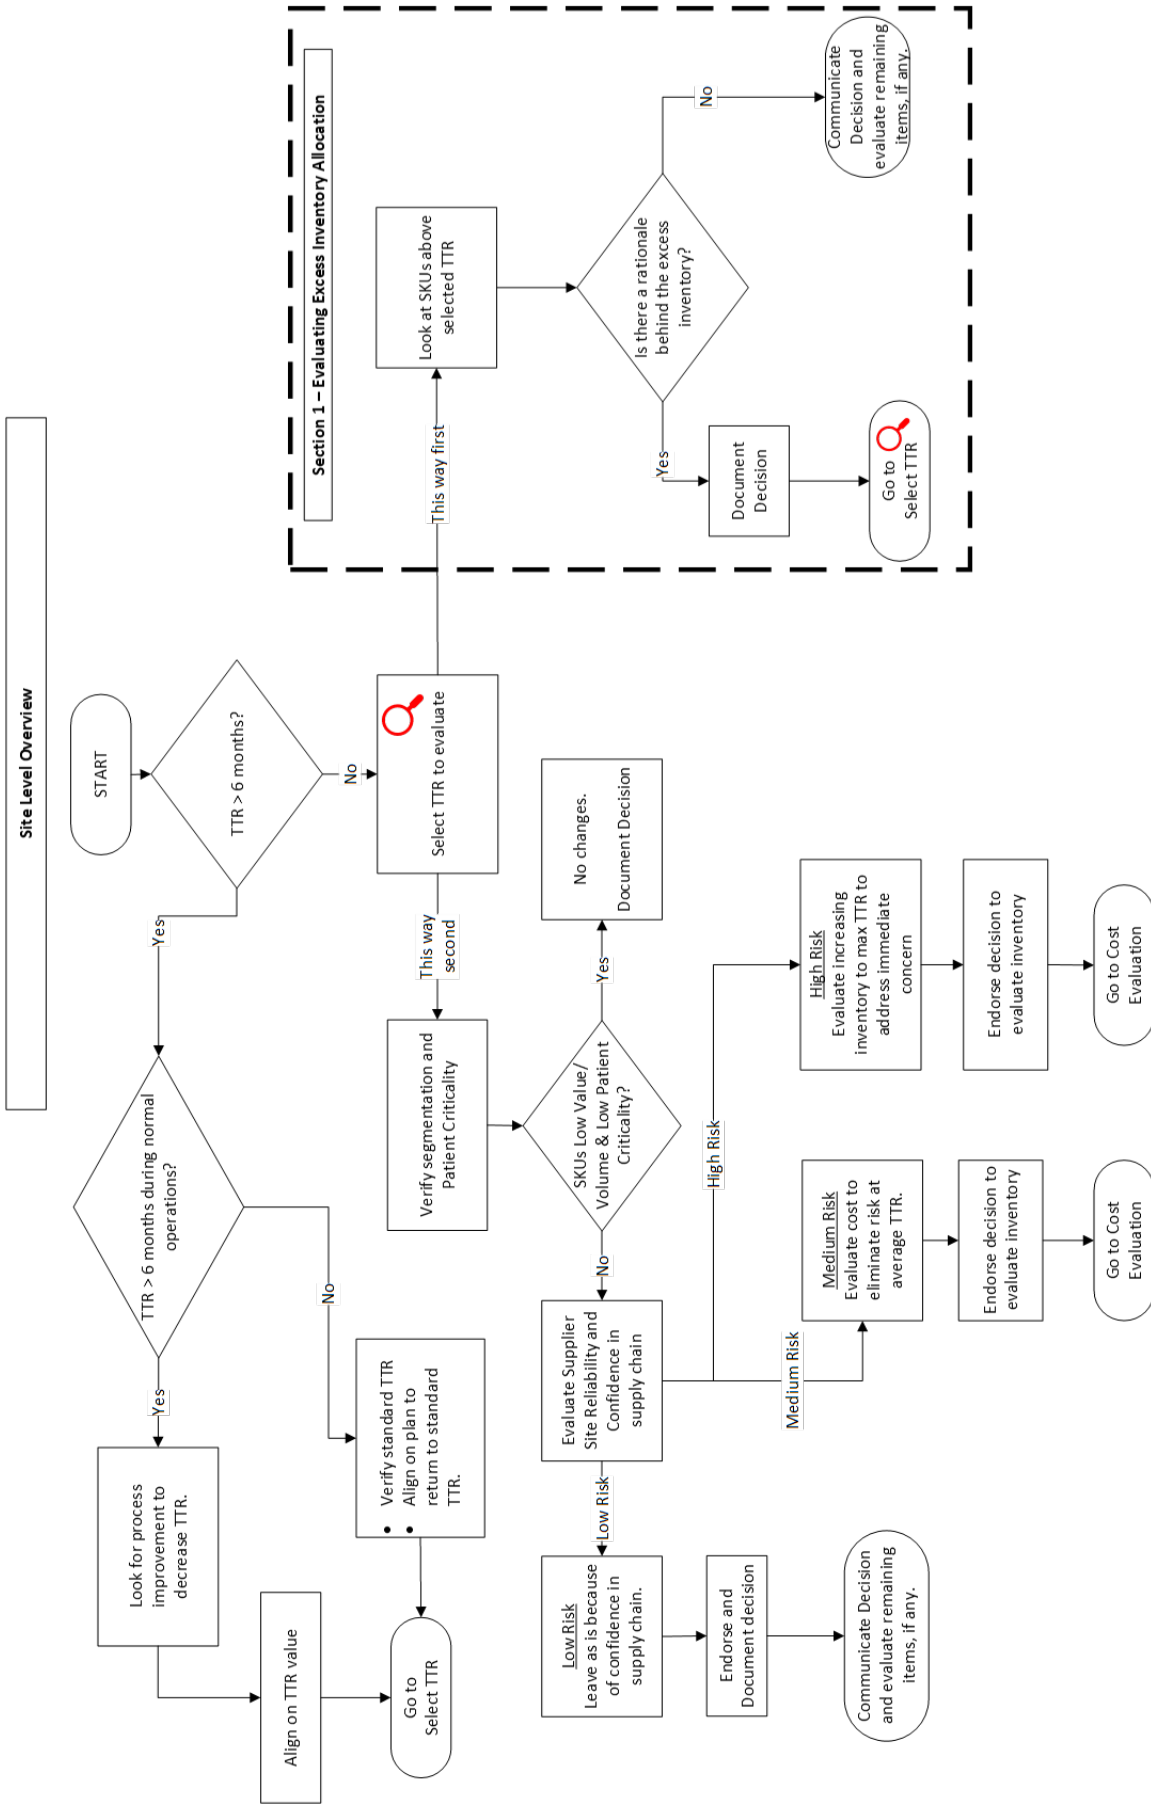 Site Level Overview
START
TTR > 6 months?
Yes
No
TTR > 6 months during normal
operations?
Yes
No
Look for process
improvement to
decrease TTR.
Align on TTR value
• Verify standard TTR
• Align on plan to
return to standard
TTR.
Go to
Select TTR
Select TTR to evaluate
This way first
This way
second
Section 1 – Evaluating Excess Inventory Allocation
Look at SKUs above
selected TTR
Is there a rationale
behind the excess
inventory?
Yes
No
Document
Decision
Go to
Select TTR
Communicate
Decision and
evaluate remaining
items, if any.
Verify segmentation and
Patient Criticality
SKUs Low Value/
Volume & Low Patient
Criticality?
Yes
No
No changes.
Document Decision
Evaluate Supplier
Site Reliability and
Confidence in
supply chain
Low Risk
Medium Risk
High Risk
Low Risk
Leave as is because
of confidence in
supply chain.
Endorse and
Document decision
Communicate Decision
and evaluate remaining
items, if any.
Medium Risk
Evaluate cost to
eliminate risk at
average TTR.
Endorse decision to
evaluate inventory
Go to Cost
Evaluation
High Risk
Evaluate increasing
inventory to max TTR to
address immediate
concern
Endorse decision to
evaluate inventory
Go to Cost
Evaluation